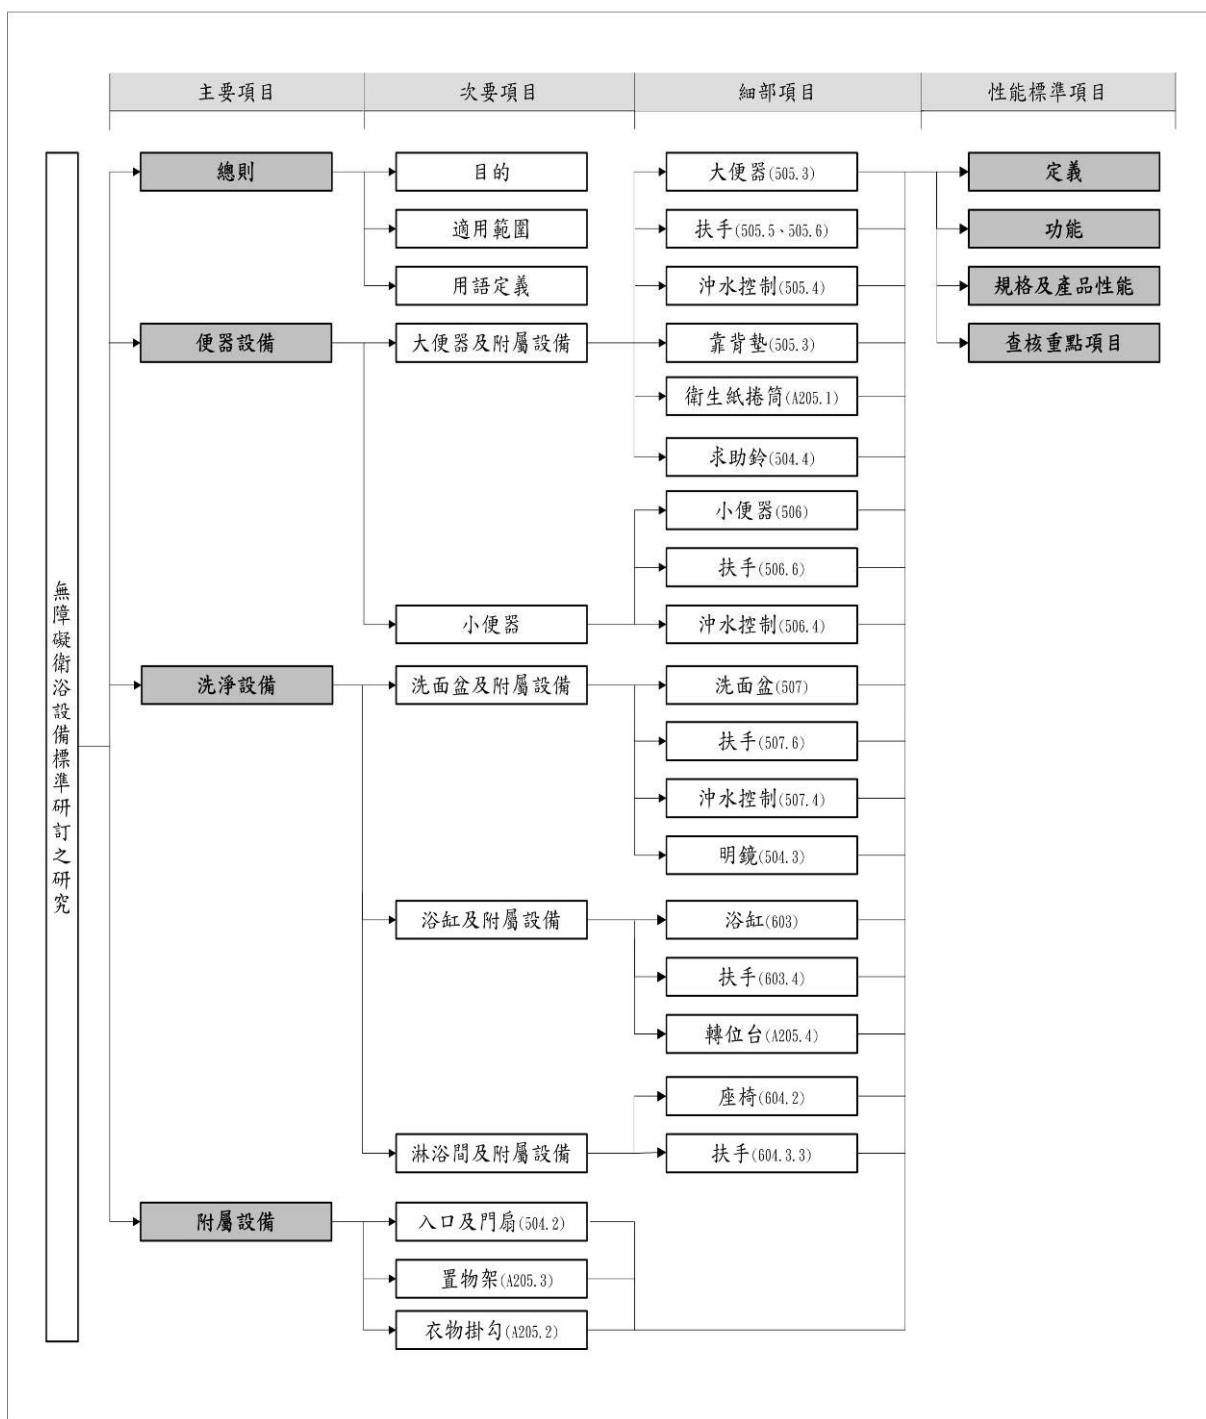 主要項目
次要項目
細部項目
性能標準項目
無障礙衛浴設備標準研訂之研究
總則
目的
適用範圍
用語定義
便器設備
大便器及附屬設備
小便器
洗淨設備
洗面盆及附屬設備
浴缸及附屬設備
淋浴間及附屬設備
附屬設備
入口及門扇(504.2)
置物架(A205.3)
衣物掛勾(A205.2)
大便器(505.3)
扶手(505.5、505.6)
沖水控制(505.4)
靠背墊(505.3)
衛生紙捲筒(A205.1)
求助鈴(504.4)
小便器(506)
扶手(506.6)
沖水控制(506.4)
洗面盆(507)
扶手(507.6)
沖水控制(507.4)
明鏡(504.3)
浴缸(603)
扶手(603.4)
轉位台(A205.4)
座椅(604.2)
扶手(604.3.3)
定義
功能
規格及產品性能
查核重點項目